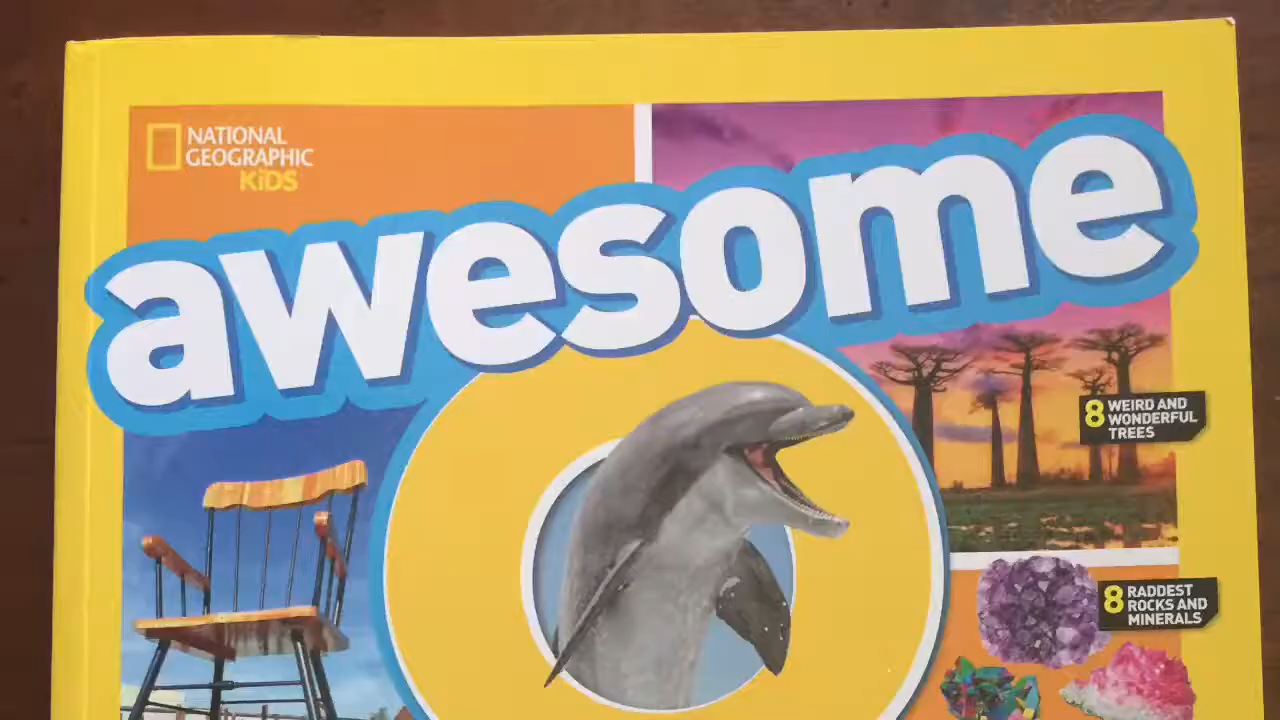 NATIONAL
GEOGRAPHIC
KiDS
awesome
8 WEIRD AND
WONDERFUL
TREES
8 RADDEST
ROCKS AND
MINERALS